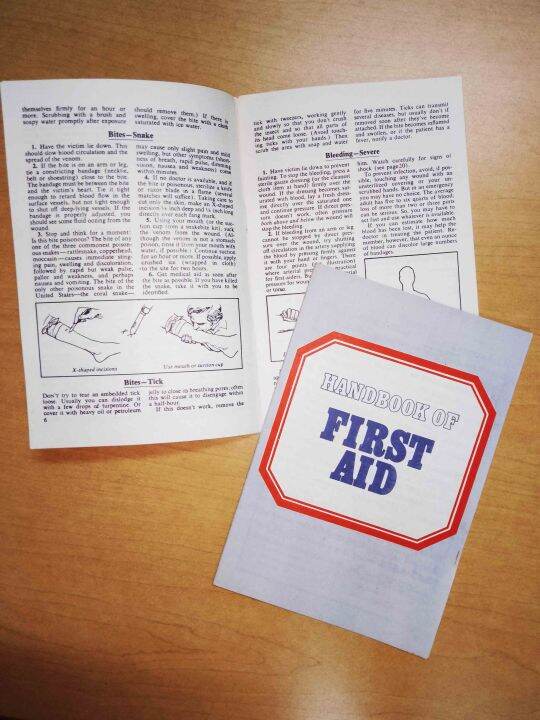 themselves firmly for an hour or
more. Scrubbing with a brush and
soapy water promptly after exposure
should remove them.) If there is
swelling, cover the bite with a cloth
saturated with ice water.
Bites—Snake
1. Have the victim lie down. This
should slow blood circulation and the
spread of the venom.
2. If the bite is on an arm or leg,
tie a constricting bandage (necktie,
belt or shoestring) close to the bite.
The bandage must be between the bite
and the victim's heart. Tie it tight
enough to retard blood flow in the
surface vessels, but not tight enough
to shut off deep-lying vessels. If the
bandage is properly adjusted, you
should see some fluid oozing from the
wound.
3. Stop and think for a moment:
Is this bite poisonous? The bite of any
one of the three commonest poison-
ous snakes—rattlesnake, copperhead,
moccasin—causes immediate sting-
ing pain, swelling and discoloration,
followed by rapid but weak pulse,
pallor and weakness, and perhaps
nausea and vomiting. The bite of the
only other poisonous snake in the
United States—the coral snake—
may cause only slight pain and mild
swelling, but other symptoms (short-
ness of breath, rapid pulse, dimmed
vision, nausea and weakness) come
within minutes.
4. If no doctor is available, and if
the bite is poisonous, sterilize a knife
or razor blade in a flame (several
matches will suffice). Taking care to
cut only the skin, make an X-shaped
incision ¼ inch deep and ½ inch long
directly over each fang mark.
5. Using your mouth (or the suc-
tion cup from a snakebite kit), suck
the venom from the wound. (Al-
though the venom is not a stomach
poison, rinse it from your mouth with
water, if possible.) Continue suction
for an hour or more. If possible, apply
crushed ice (wrapped in cloth)
to the site for two hours.
6. Get medical aid as soon after
the bite as possible. If you have killed
the snake, take it with you to be
identified.
X-shaped incisions
Use mouth or suction cup
Bites—Tick
Don't try to tear an embedded tick
loose. Usually you can dislodge it
with a few drops of turpentine. Or
cover it with heavy oil or petroleum
jelly to close its breathing pores; often
this will cause it to disengage within
a half-hour.
If this doesn't work, remove the
6
tick with tweezers, working gently
and slowly so that you don't crush
the insect and so that all parts of
its head come loose. (Avoid touch-
ing ticks with your hands.) Then
scrub the area with soap and water
for five minutes. Ticks can transmit
several diseases, but usually don't if
removed soon after they've become
attached. If the bite becomes inflamed
and swollen, or if the patient has a
fever, notify a doctor.
Bleeding—Severe
1. Have victim lie down to prevent
fainting. To stop the bleeding, press a
sterile gauze dressing (or the cleanest
cloth item at hand) firmly over the
wound. If the dressing becomes sat-
urated with blood, lay a fresh dress-
ing directly over the saturated one
and continue pressure. If direct pres-
sure doesn't work, often pressure
both above and below the wound will
stop the bleeding.
2. If bleeding from an arm or leg
cannot be stopped by direct pres-
sure over the wound, try shutting
off circulation in the artery supplying
the blood by pressing firmly against
it with your hand or fingers. There
are four points (see illustration)
where arterial pressure is practical
for first-aiders. But
pressure for wound
or torso.
him. Watch carefully for signs of
shock (see page 20).
To prevent infection, avoid, if pos-
sible, touching any wound with an
unsterilized covering or your own
unscrubbed hands. But in an emergency
you may have no choice. The average
adult has five to six quarts of blood;
loss of more than two or three pints
can be serious. So, you may have to
act fast and use whatever is available.
If you can estimate how much
blood has been lost, it may help the
doctor in treating the patient. Re-
member, however, that even an ounce
of blood can discolor large numbers
of bandages.
HANDBOOK OF
FIRST
AID